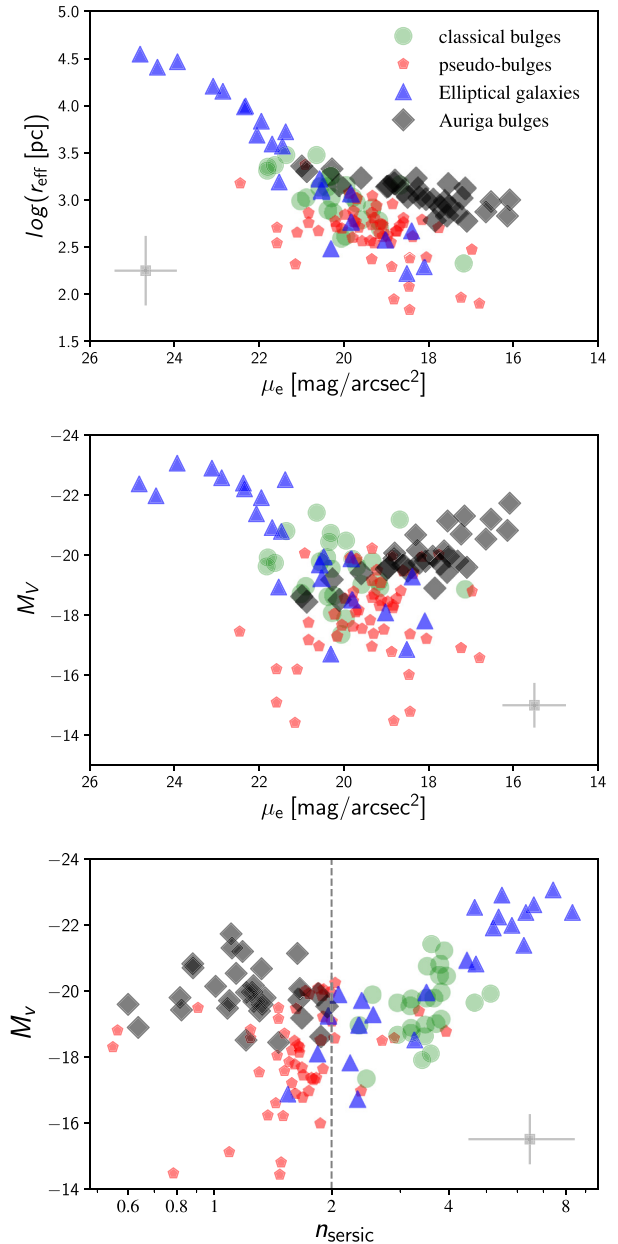 5.0
4.5
4.0
3.5
3.0
2.5
2.0
1.5
log(r_eff [pc])
classical bulges
pseudo-bulges
Elliptical galaxies
Auriga bulges
26 24 22 20 18 16 14
μ_e [mag/arcsec²]
−24
−22
−20
−18
−16
−14
M_V
26 24 22 20 18 16 14
μ_e [mag/arcsec²]
−24
−22
−20
−18
−16
−14
M_v
0.6 0.8 1 2 4 8
n_sersic